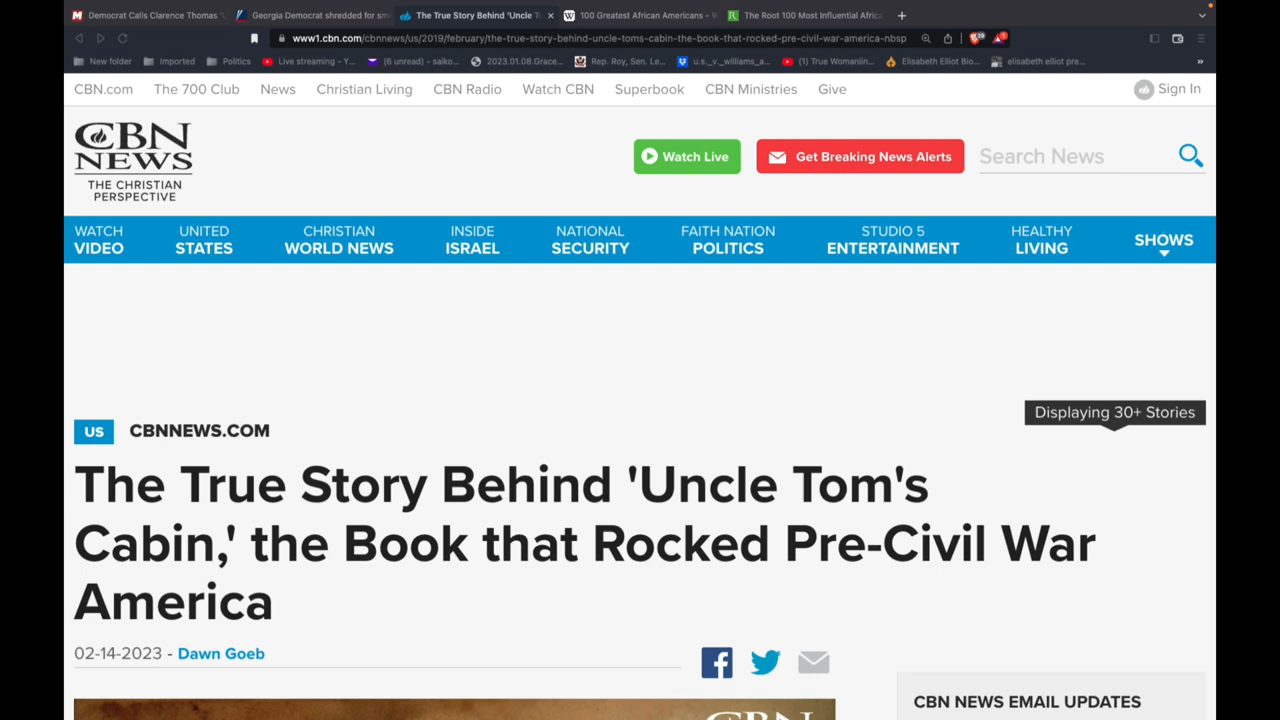 Democrat Calls Clarence Thomas 'U
Georgia Democrat shredded for sm
The True Story Behind 'Uncle T
100 Greatest African Americans - W
The Root 100 Most Influential Africa
www1.cbn.com/cbnnews/us/2019/february/the-true-story-behind-uncle-toms-cabin-the-book-that-rocked-pre-civil-war-america-nbsp
New folder
Imported
Politics
Live streaming - Y...
(6 unread) - saiko...
2023.01.08.Grace...
Rep. Roy, Sen. Le...
u.s._v._williams_a...
(1) True Womanlin...
Elisabeth Elliot Bio...
elisabeth elliot pre...
»
CBN.com The 700 Club News Christian Living CBN Radio Watch CBN Superbook CBN Ministries Give Sign In
CBN
NEWS
THE CHRISTIAN
PERSPECTIVE
Watch Live
Get Breaking News Alerts
Search News
WATCH
VIDEO
UNITED
STATES
CHRISTIAN
WORLD NEWS
INSIDE
ISRAEL
NATIONAL
SECURITY
FAITH NATION
POLITICS
STUDIO 5
ENTERTAINMENT
HEALTHY
LIVING
SHOWS
Displaying 30+ Stories
US CBNNEWS.COM
The True Story Behind 'Uncle Tom's
Cabin,' the Book that Rocked Pre-Civil War
America
02-14-2023 - Dawn Goeb
CBN NEWS EMAIL UPDATES
CBN